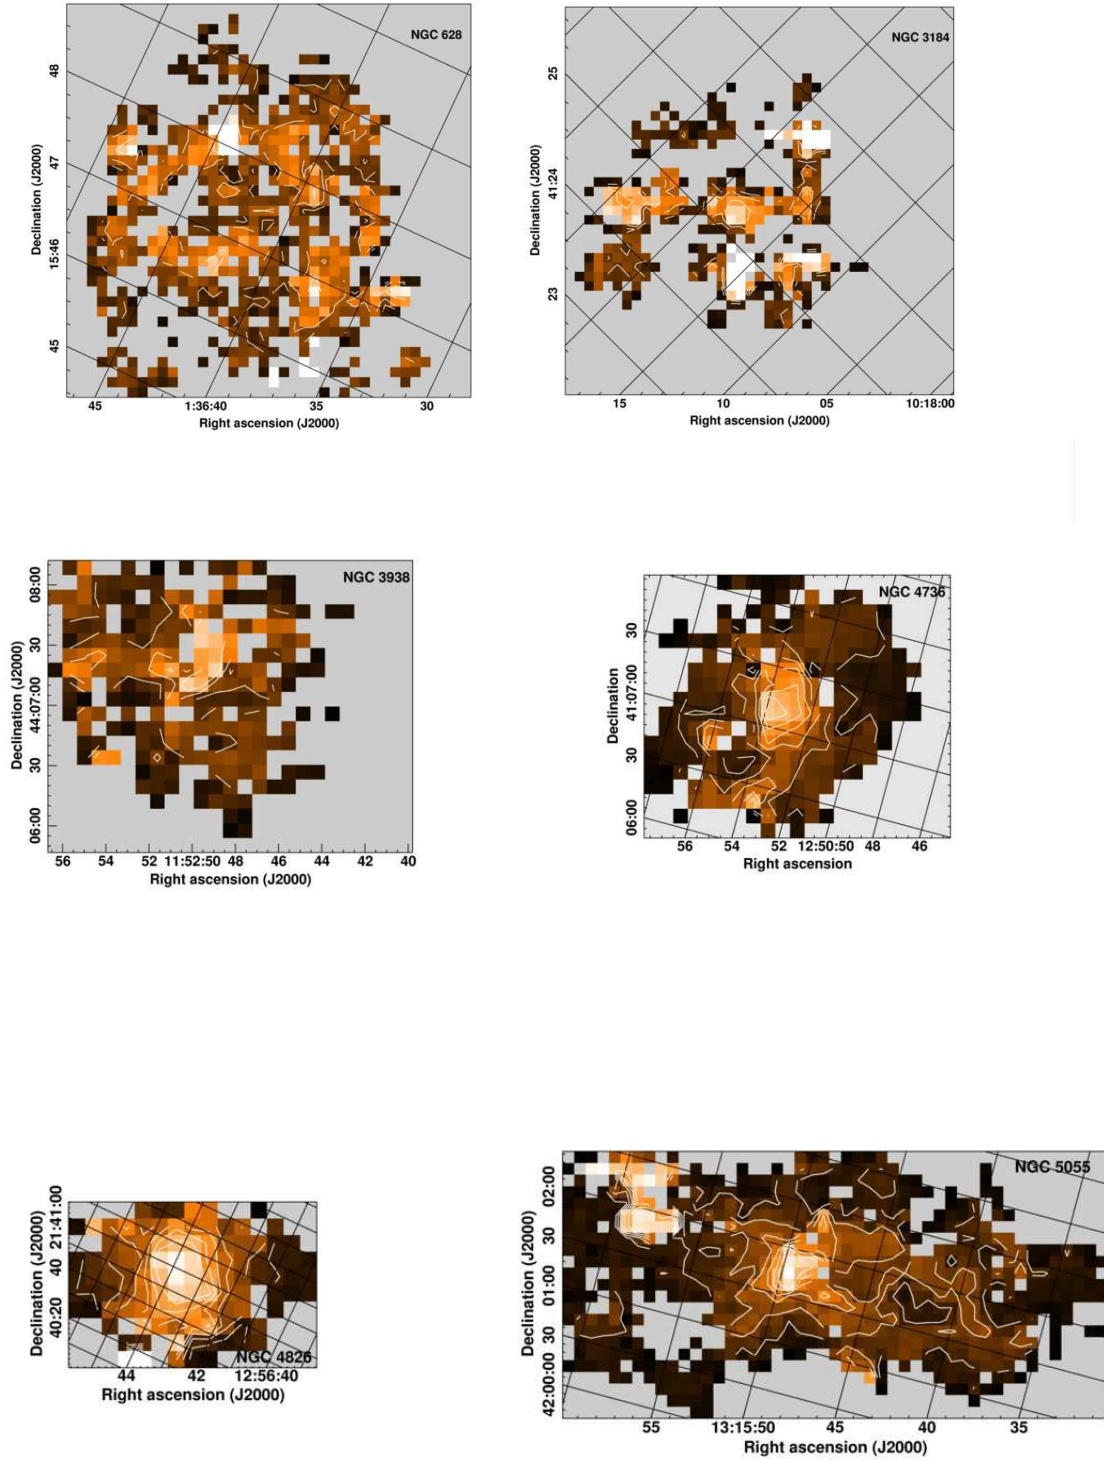 NGC 628
48
47
15:46
45
Declination (J2000)
45 1:36:40 35 30
Right ascension (J2000)
NGC 3184
25
41:24
23
Declination (J2000)
15 10 05 10:18:00
Right ascension (J2000)
NGC 3938
08:00
30
44:07:00
30
06:00
Declination (J2000)
56 54 52 11:52:50 48 46 44 42 40
Right ascension (J2000)
NGC 4736
30
41:07:00
30
06:00
Declination
56 54 52 12:50:50 48 46
Right ascension
21:41:00
40
40:20
Declination (J2000)
NGC 4826
44 42 12:56:40
Right ascension (J2000)
NGC 5055
02:00
30
01:00
30
42:00:00
Declination (J2000)
55 13:15:50 45 40 35
Right ascension (J2000)